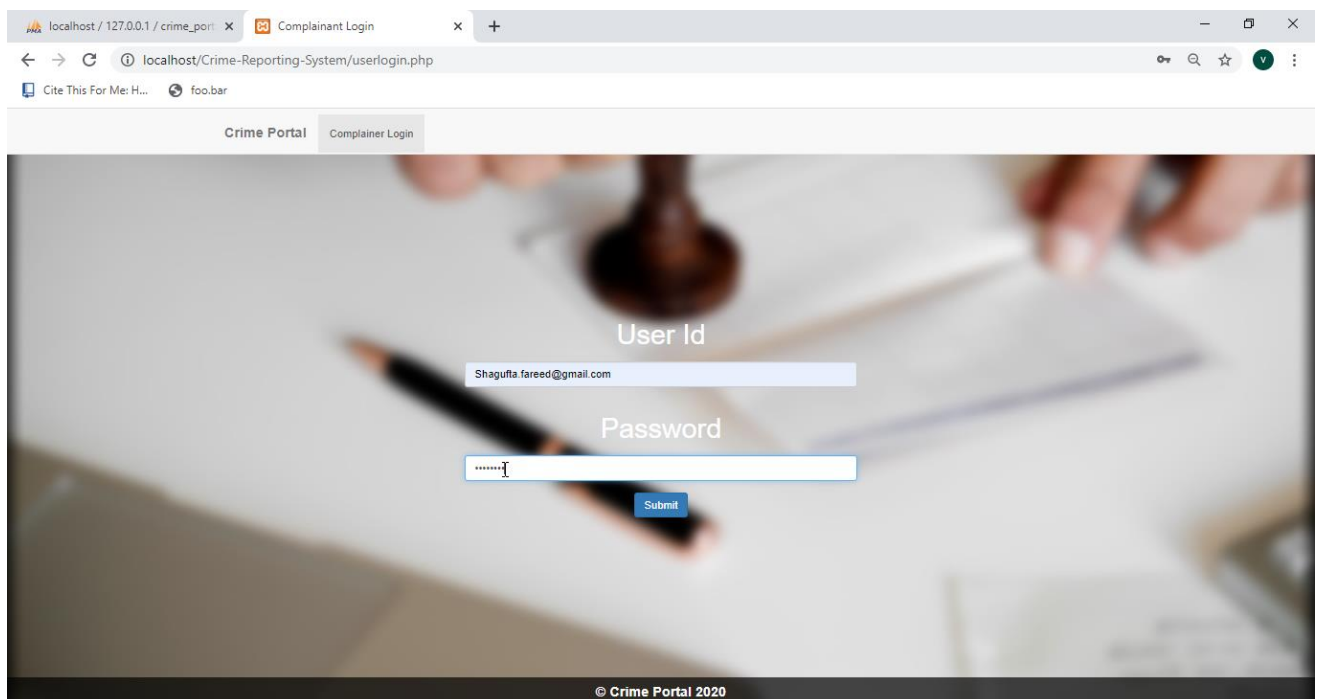 localhost / 127.0.0.1 / crime_port
Complainant Login
localhost/Crime-Reporting-System/userlogin.php
V
Cite This For Me: H...
foo.bar
Crime Portal
Complainer Login
User Id
Shagufta.fareed@gmail.com
Password
Submit
© Crime Portal 2020